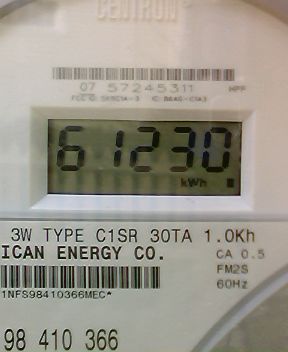 CENTRON
07 57245311
61230
kWh
3W TYPE C1SR 30TA 1.0Kh
ICAN ENERGY CO.
CA 0.5
FM2S
60Hz
1NFS98410366MEC*
98 410 366